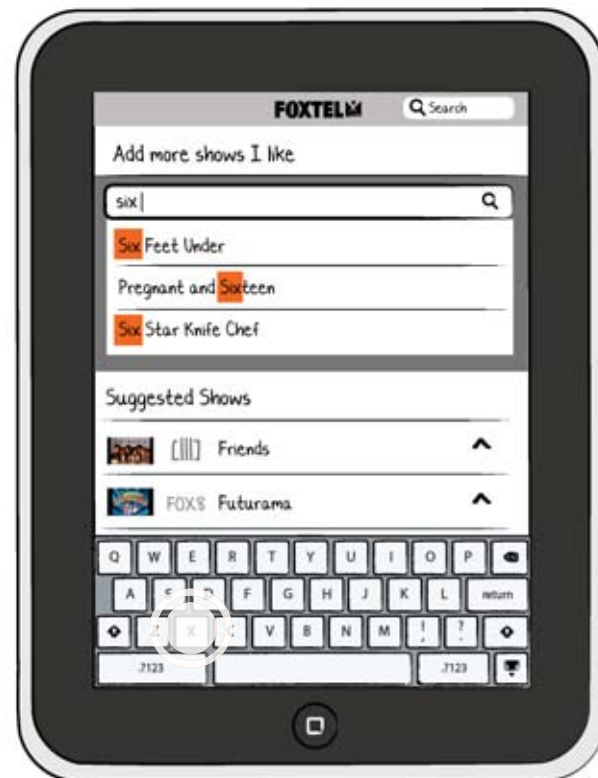 FOXTEL Search
Add more shows I like
six
Six Feet Under
Pregnant and Sixteen
Six Star Knife Chef
Suggested Shows
Friends
FOX8 Futurama
Q W E R T Y U I O P
A S D F G H J K L return
Z X C V B N M ! , ? .
.?123 .?123